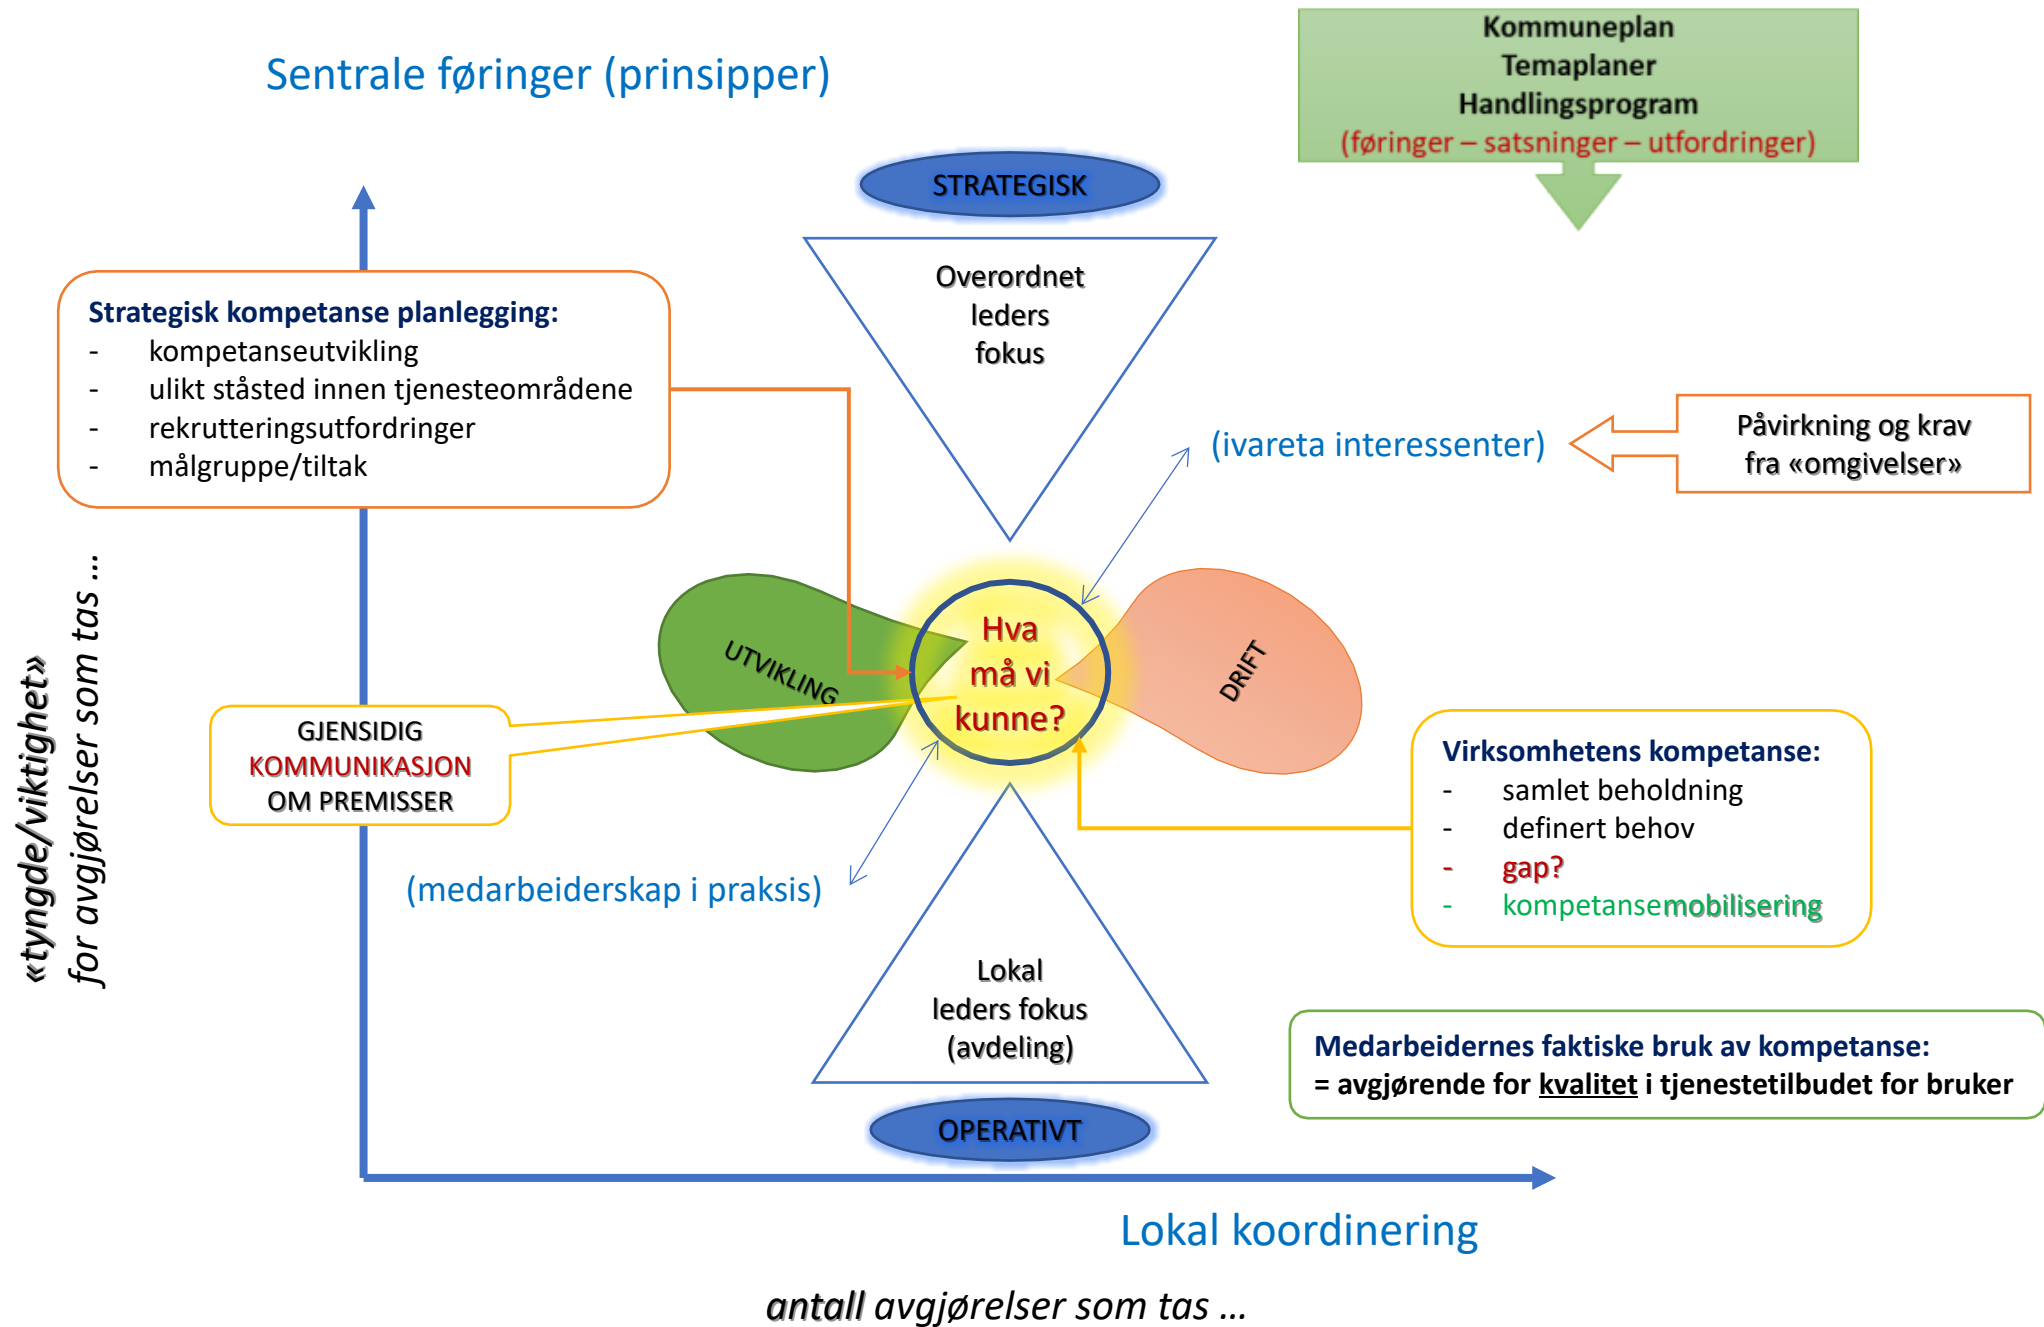 Kommuneplan
Temaplaner
Handlingsprogram
(føringer – satsninger – utfordringer)
Sentrale føringer (prinsipper)
STRATEGISK
Overordnet
leders
fokus
Strategisk kompetanse planlegging:
- kompetanseutvikling
- ulikt ståsted innen tjenesteområdene
- rekrutteringsutfordringer
- målgruppe/tiltak
(ivareta interessenter)
Påvirkning og krav
fra «omgivelser»
«tyngde/viktighet»
for avgjørelser som tas ...
UTVIKLING
Hva
må vi
kunne?
DRIFT
GJENSIDIG
KOMMUNIKASJON
OM PREMISSER
Virksomhetens kompetanse:
- samlet beholdning
- definert behov
- gap?
- kompetansemobilisering
(medarbeiderskap i praksis)
Lokal
leders fokus
(avdeling)
Medarbeidernes faktiske bruk av kompetanse:
= avgjørende for kvalitet i tjenestetilbudet for bruker
OPERATIVT
Lokal koordinering
antall avgjørelser som tas ...